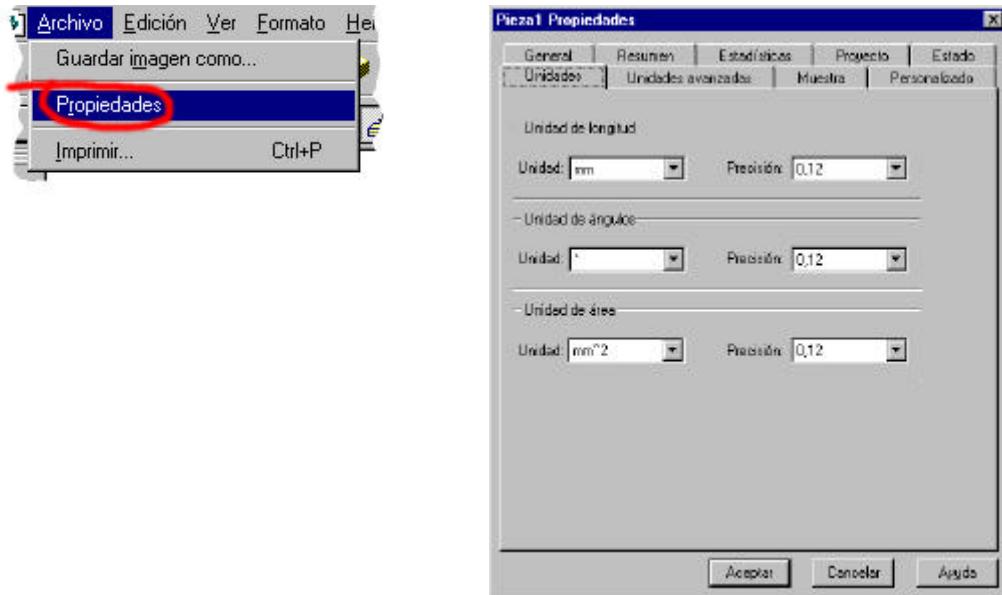 Archivo Edición Ver Formato He
Guardar imagen como...
Propiedades
Imprimir... Ctrl+P
Pieza1 Propiedades
General Resumen Estadísticas Proyecto Estado
Unidades Unidades avanzadas Muestra Personalizado
Unidad de longitud
Unidad: mm Precisión: 0,12
Unidad de ángulos
Unidad: ° Precisión: 0,12
Unidad de área
Unidad: mm^2 Precisión: 0,12
Aceptar Cancelar Ayuda